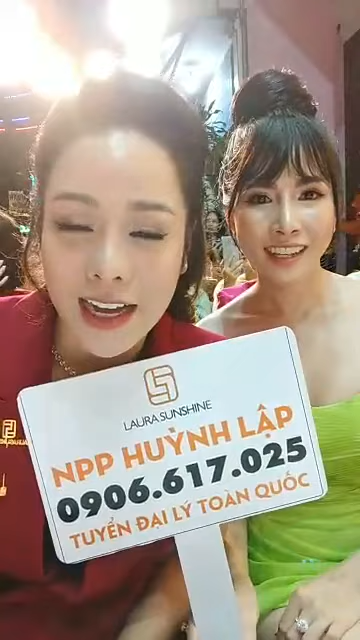 LAURA SUNSHINE
NPP HUỲNH LẬP
0906.617.025
TUYỂN ĐẠI LÝ TOÀN QUỐC